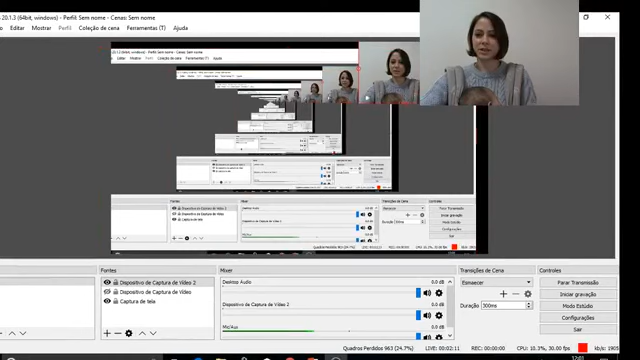 20.1.3 (64bit, windows) - Perfil: Sem nome - Cenas: Sem nome
Editar Mostrar Perfil Coleção de cena Ferramentas (T) Ajuda
Fontes
Dispositivo de Captura de Vídeo 2
Dispositivo de Captura de Vídeo
Captura de tela
Mixer
Desktop Audio 0.0 dB
Dispositivo de Captura de Vídeo 2 0.0 dB
Mic/Aux 0.0 dB
Transições de Cena
Esmaecer
Duração 300ms
Controles
Parar Transmissão
Iniciar gravação
Modo Estúdio
Configurações
Sair
Quadros Perdidos 963 (24.7%) LIVE: 00:02:11 REC: 00:00:00 CPU: 10.3%, 30.00 fps
12:01